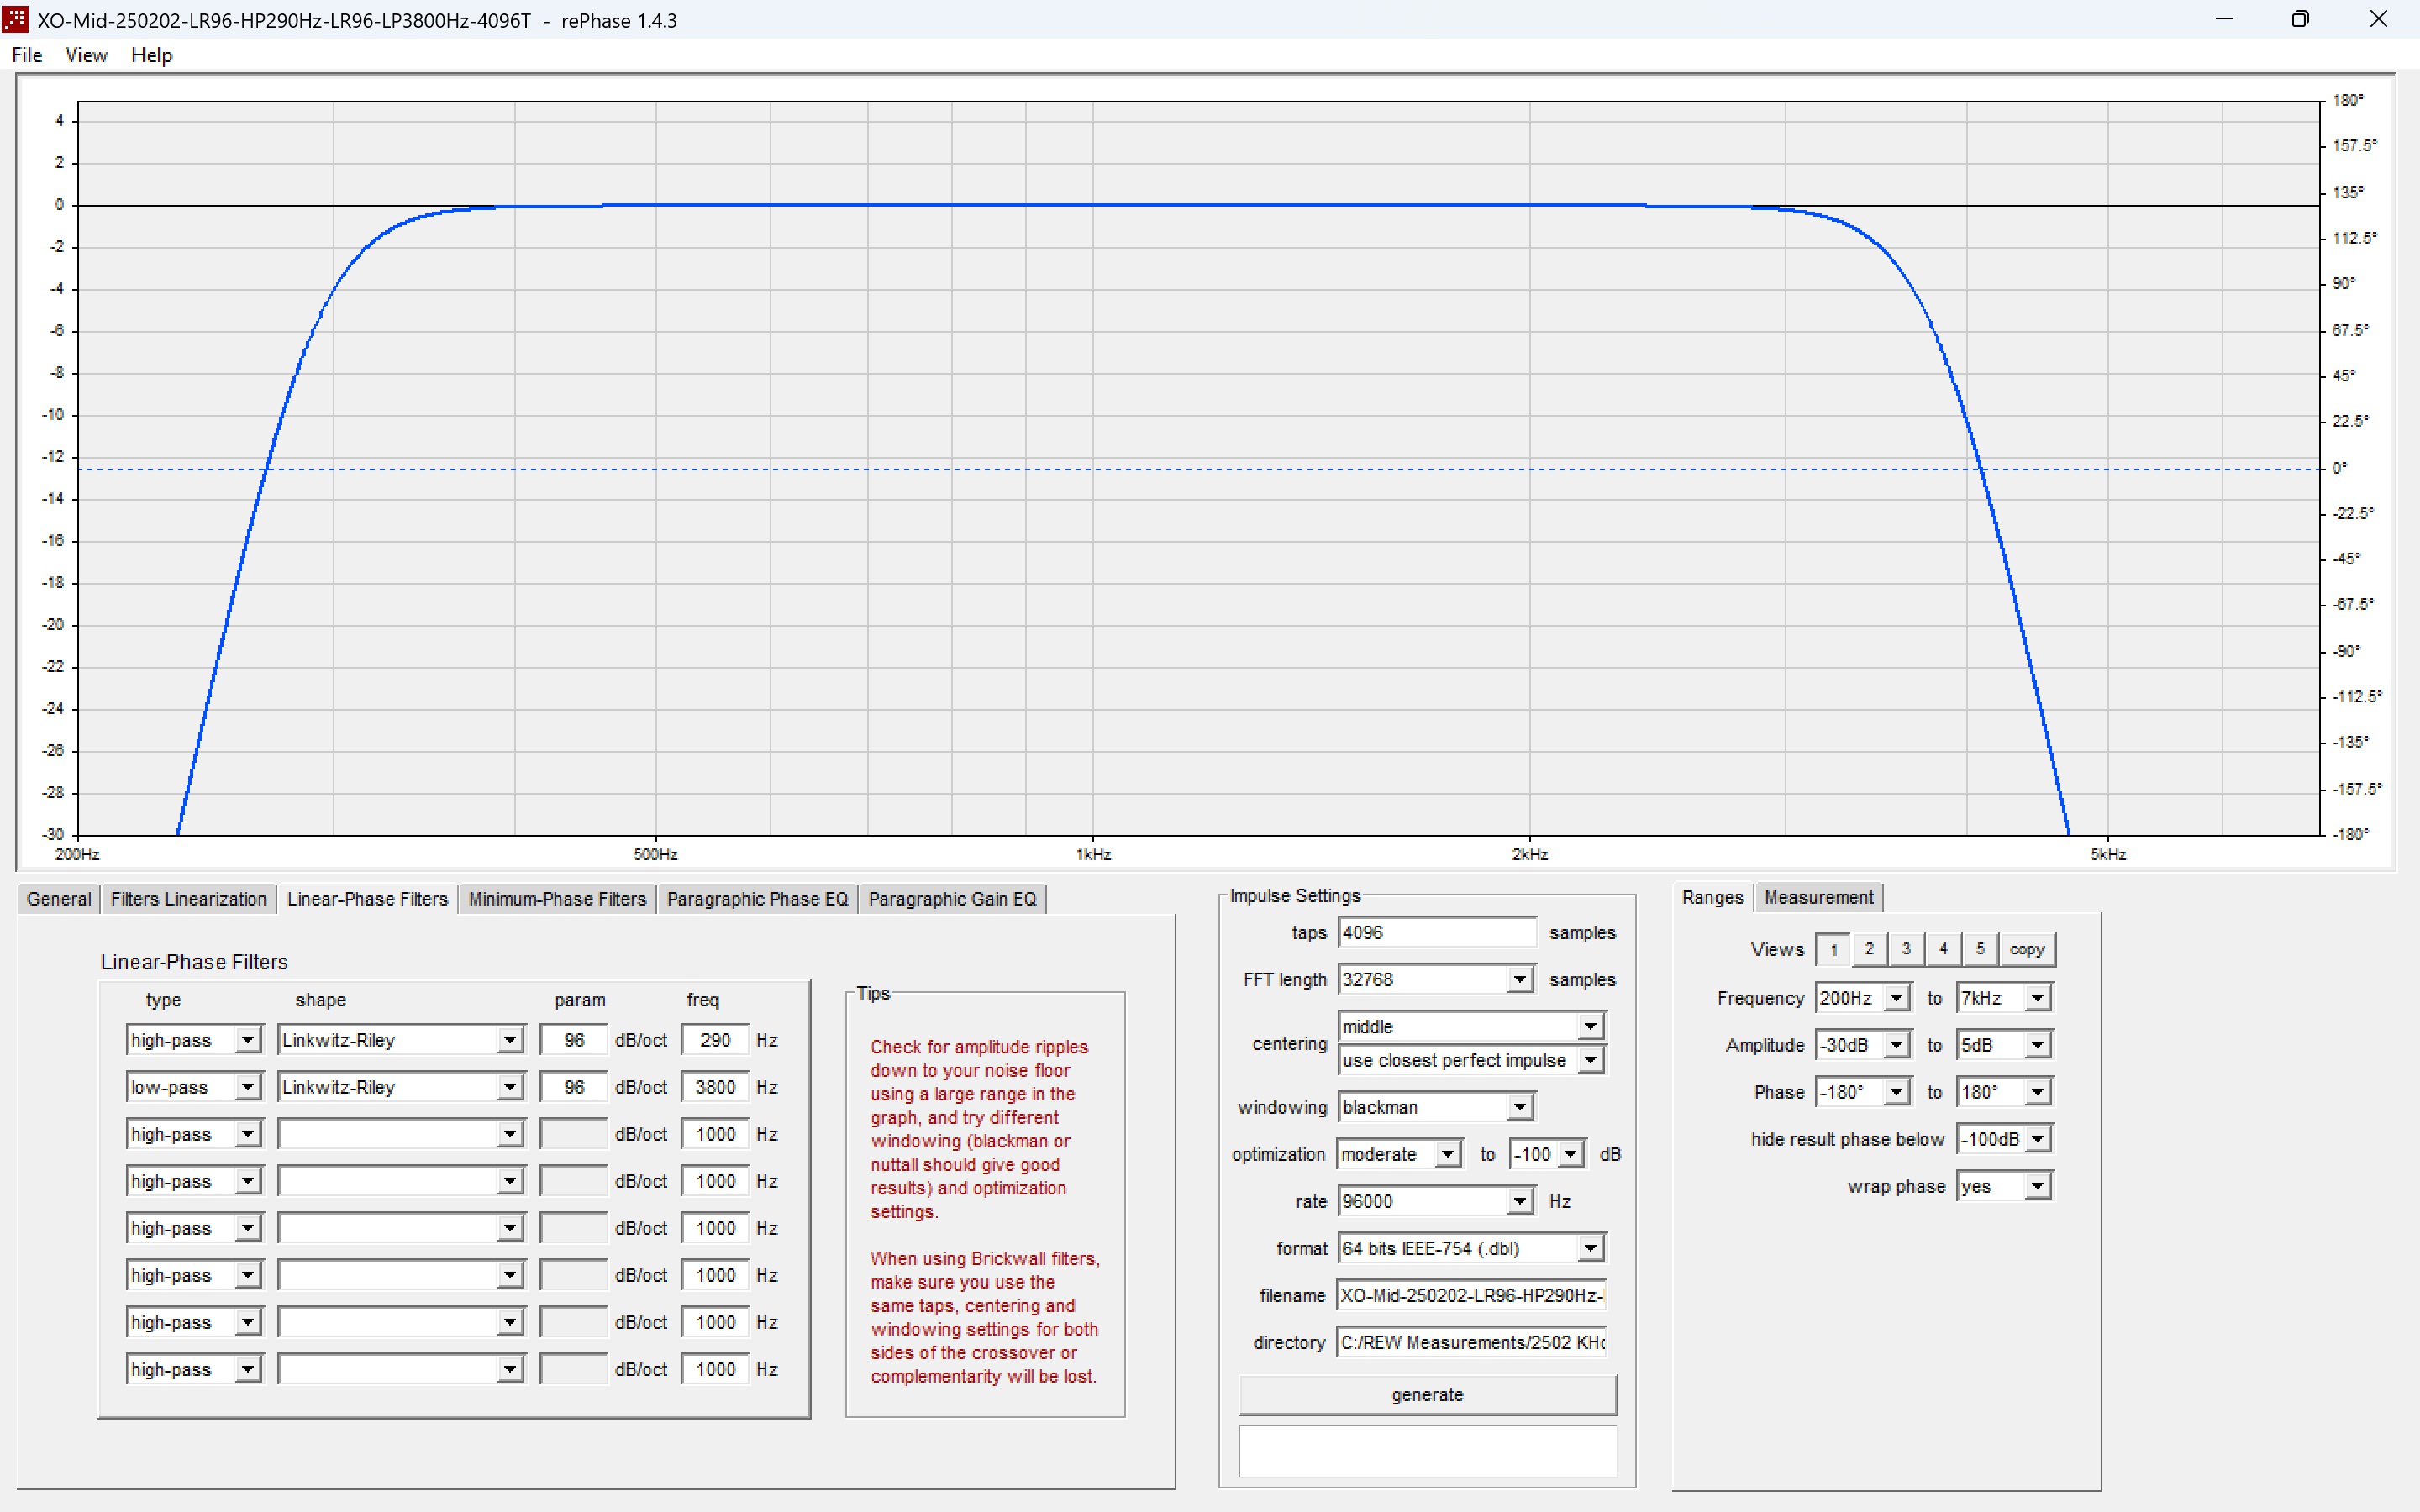 XO-Mid-250202-LR96-HP290Hz-LR96-LP3800Hz-4096T - rePhase 1.4.3
File View Help
4 180°
2 157.5°
0 135°
-2 112.5°
-4 90°
-6 67.5°
-8 45°
-10 22.5°
-12 0°
-14 -22.5°
-16 -45°
-18 -67.5°
-20 -90°
-22 -112.5°
-24 -135°
-26 -157.5°
-28 -180°
-30
200Hz 500Hz 1kHz 2kHz 5kHz
General Filters Linearization Linear-Phase Filters Minimum-Phase Filters Paragraphic Phase EQ Paragraphic Gain EQ
Linear-Phase Filters
type shape param freq
high-pass Linkwitz-Riley 96 dB/oct 290 Hz
low-pass Linkwitz-Riley 96 dB/oct 3800 Hz
high-pass dB/oct 1000 Hz
high-pass dB/oct 1000 Hz
high-pass dB/oct 1000 Hz
high-pass dB/oct 1000 Hz
high-pass dB/oct 1000 Hz
high-pass dB/oct 1000 Hz
Tips
Check for amplitude ripples
down to your noise floor
using a large range in the
graph, and try different
windowing (blackman or
nuttall should give good
results) and optimization
settings.
When using Brickwall filters,
make sure you use the
same taps, centering and
windowing settings for both
sides of the crossover or
complementarity will be lost.
Impulse Settings
taps 4096 samples
FFT length 32768 samples
centering middle
use closest perfect impulse
windowing blackman
optimization moderate to -100 dB
rate 96000 Hz
format 64 bits IEEE-754 (.dbl)
filename XO-Mid-250202-LR96-HP290Hz-
directory C:/REW Measurements/2502 KHo
generate
Ranges Measurement
Views 1 2 3 4 5 copy
Frequency 200Hz to 7kHz
Amplitude -30dB to 5dB
Phase -180° to 180°
hide result phase below -100dB
wrap phase yes